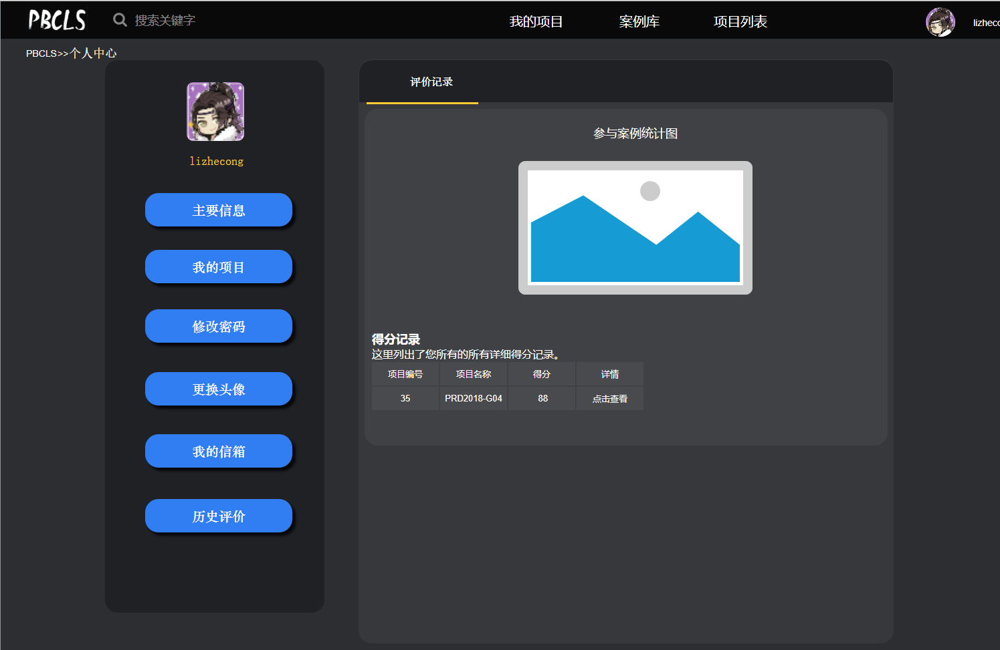 PBCLS
搜索关键字
我的项目
案例库
项目列表
PBCLS>>个人中心
lizhecong
主要信息
我的项目
修改密码
更换头像
我的信箱
历史评价
评价记录
参与案例统计图
得分记录
这里列出了您所有的所有详细得分记录。
项目编号 项目名称 得分 详情
35 PRD2018-G04 88 点击查看